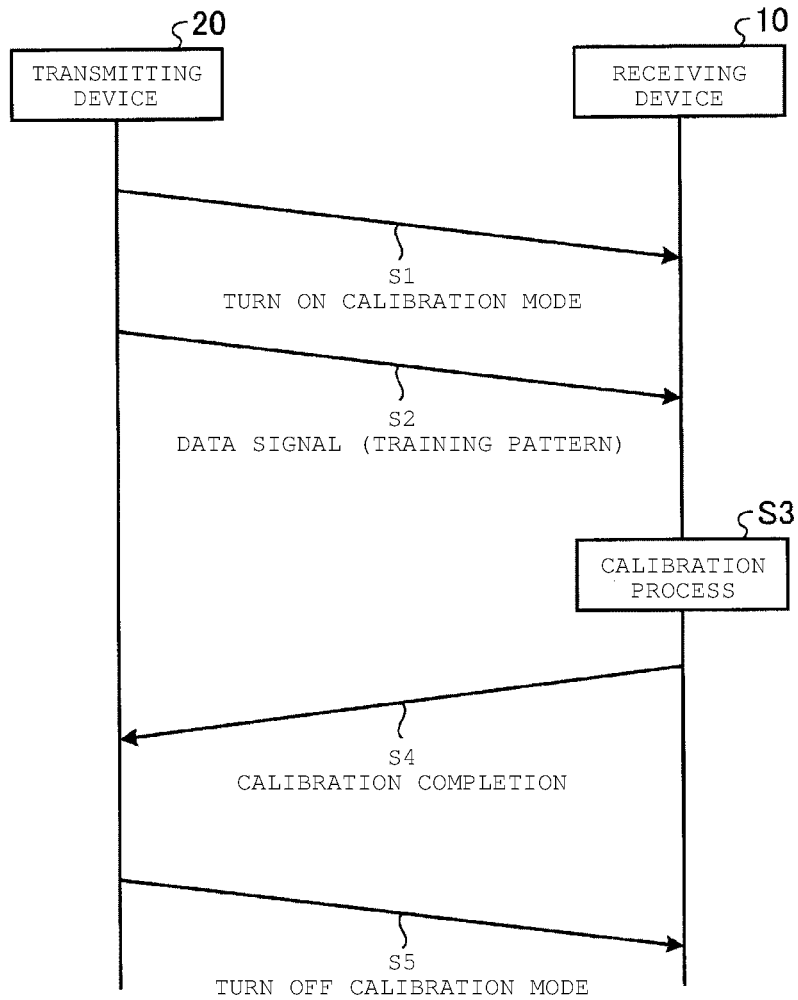 20
10
TRANSMITTING
DEVICE
RECEIVING
DEVICE
S1
TURN ON CALIBRATION MODE
S2
DATA SIGNAL (TRAINING PATTERN)
S3
CALIBRATION
PROCESS
S4
CALIBRATION COMPLETION
S5
TURN OFF CALIBRATION MODE